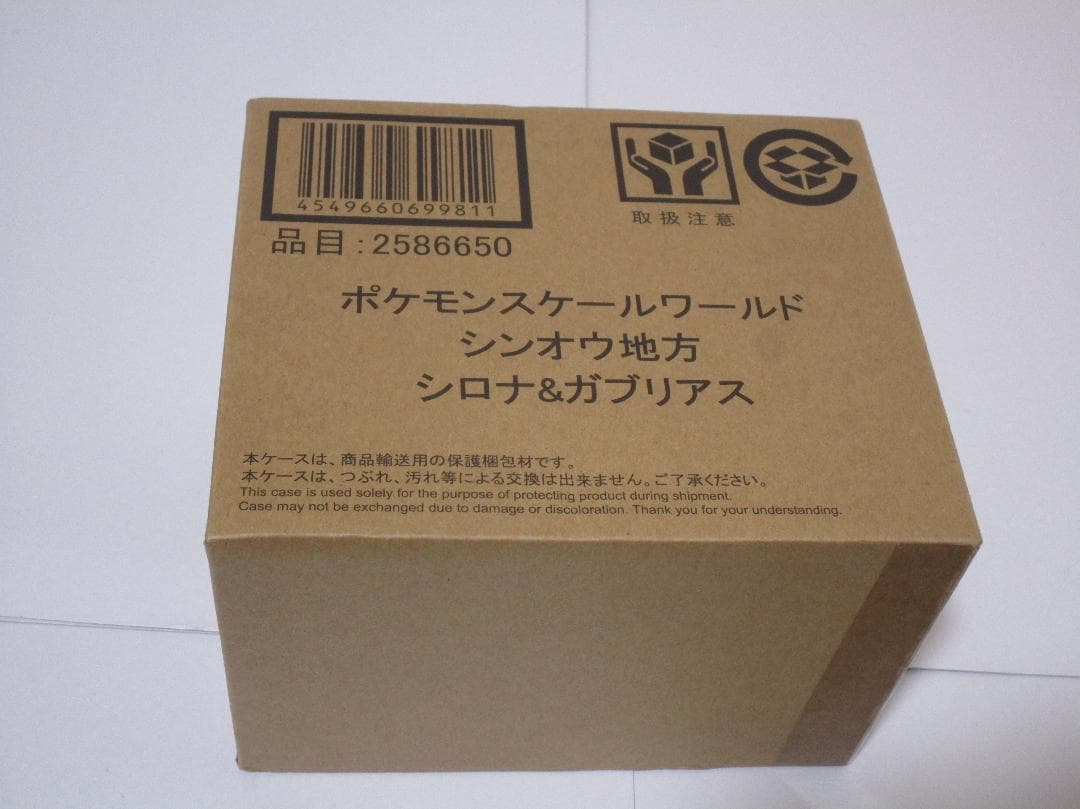 4549660699811
取扱注意
品目:2586650
ポケモンスケールワールド
シンオウ地方
シロナ&ガブリアス
本ケースは、商品輸送用の保護梱包材です。
本ケースは、つぶれ、汚れ等による交換は出来ません。ご了承ください。
This case is used solely for the purpose of protecting product during shipment.
Case may not be exchanged due to damage or discoloration. Thank you for your understanding.